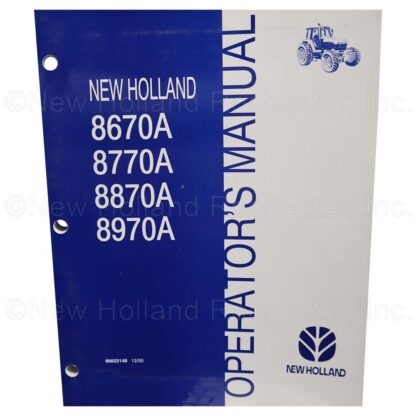 NEW HOLLAND
8670A
8770A
8870A
8970A
86622148 12/00
OPERATOR'S MANUAL
NEW HOLLAND
©New Holland Rochester, Inc.
©New Holland Rochester, Inc.
©New Holland Rochester, Inc.